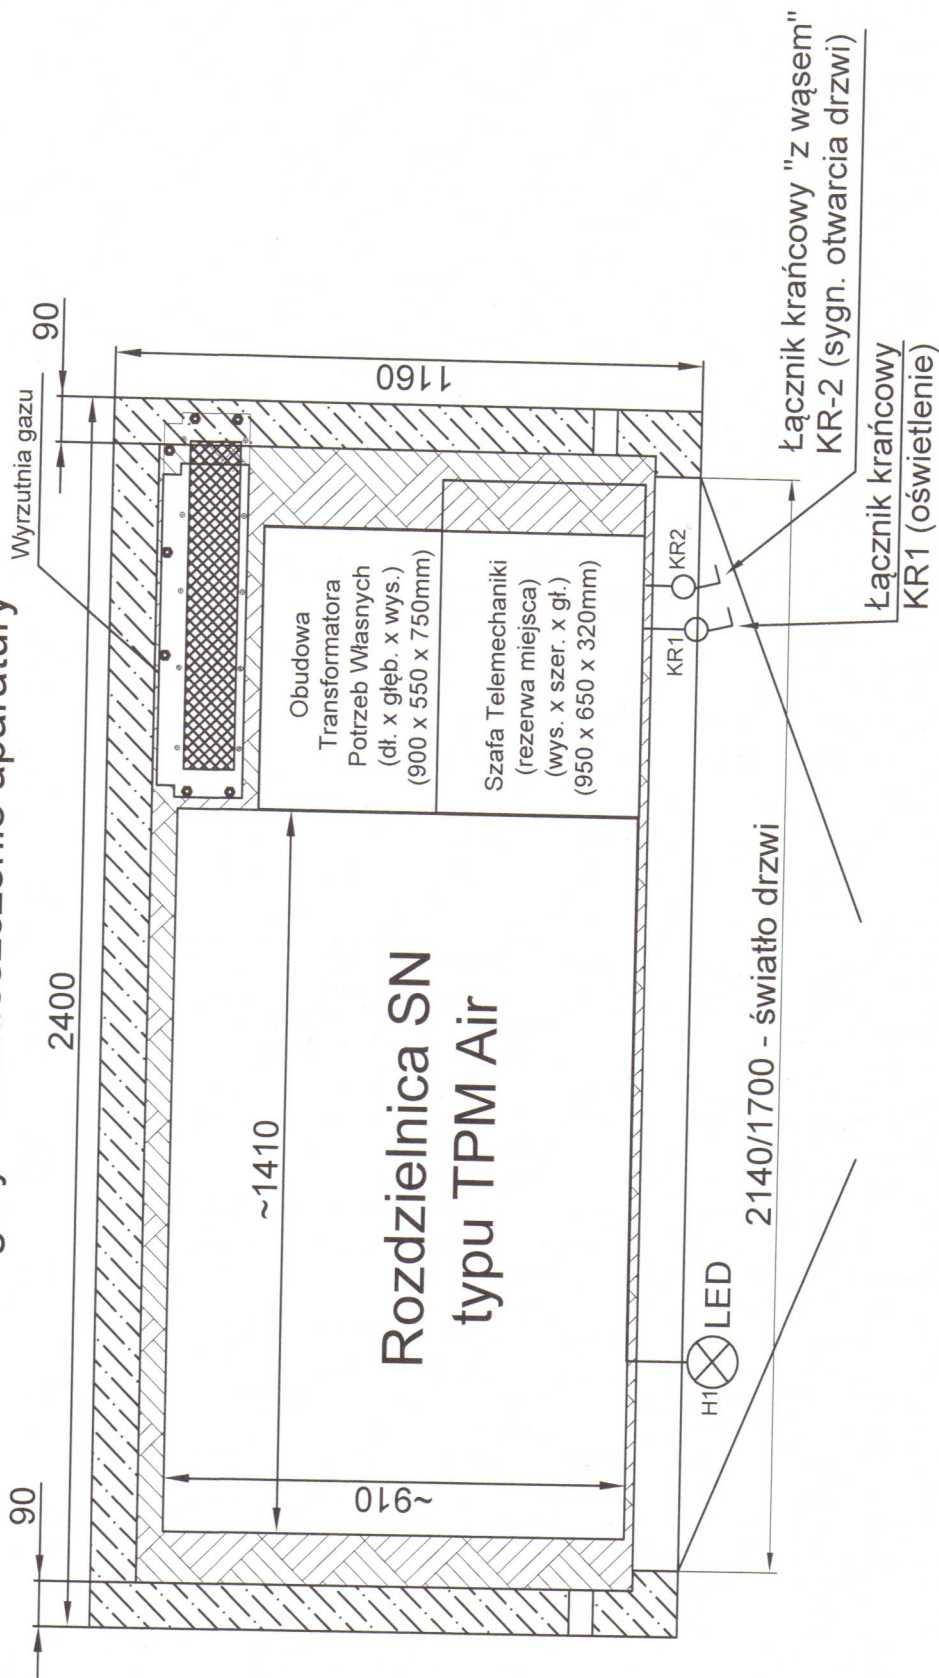 90
2400
Wyrzutnia gazu
90
1160
~1410
~910
Rozdzielnica SN
typu TPM Air
Obudowa
Transformatora
Potrzeb Własnych
(dł. x głęb. x wys.)
(900 x 550 x 750mm)
Szafa Telemechaniki
(rezerwa miejsca)
(wys. x szer. x gł.)
(950 x 650 x 320mm)
H1
LED
KR1
KR2
2140/1700 - światło drzwi
Łącznik krańcowy "z wąsem"
KR-2 (sygn. otwarcia drzwi)
Łącznik krańcowy
KR1 (oświetlenie)